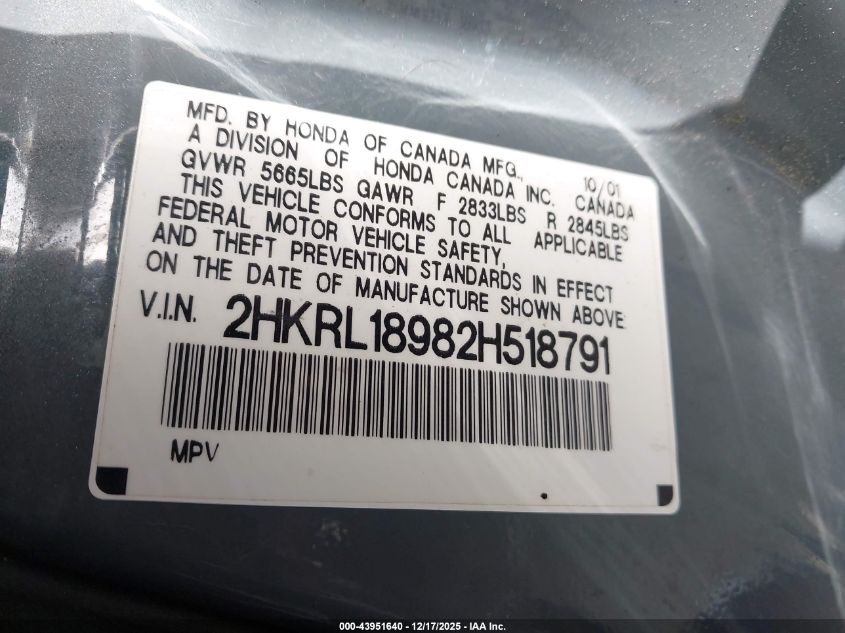 MFD. BY HONDA OF CANADA MFG., 10/01
A DIVISION OF HONDA CANADA INC. CANADA
GVWR 5665LBS GAWR F 2833LBS R 2845LBS
THIS VEHICLE CONFORMS TO ALL APPLICABLE
FEDERAL MOTOR VEHICLE SAFETY,
AND THEFT PREVENTION STANDARDS IN EFFECT
ON THE DATE OF MANUFACTURE SHOWN ABOVE
V.I.N. 2HKRL18982H518791
MPV
000-43951640 - 12/17/2025 - IAA Inc.